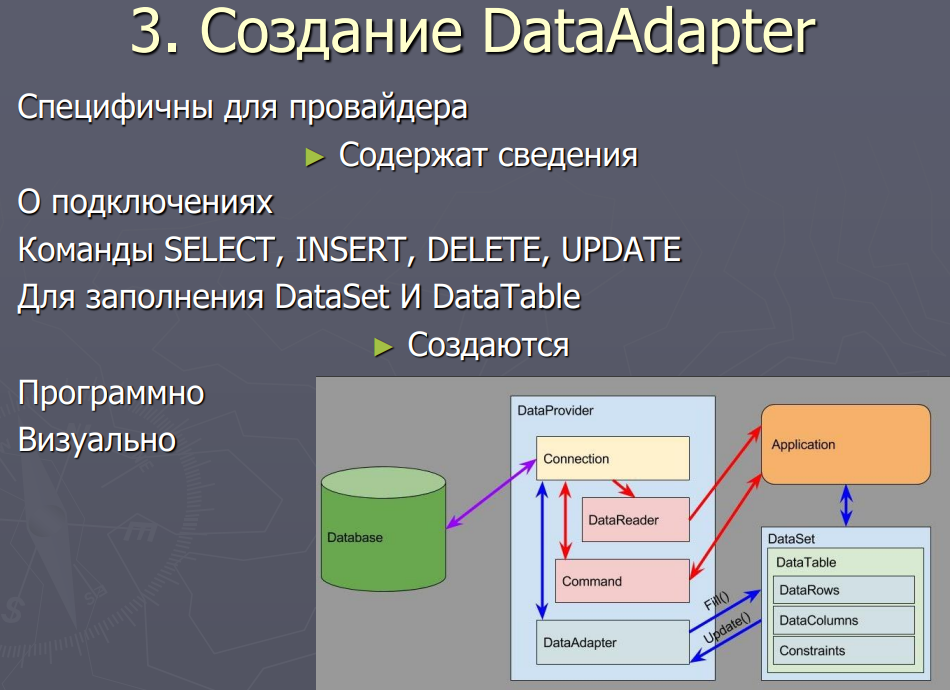 3. Создание DataAdapter
Специфичны для провайдера
► Содержат сведения
О подключениях
Команды SELECT, INSERT, DELETE, UPDATE
Для заполнения DataSet И DataTable
► Создаются
Программно
Визуально
DataProvider
Connection
DataReader
Command
DataAdapter
Database
Application
Fill()
Update()
DataSet
DataTable
DataRows
DataColumns
Constraints